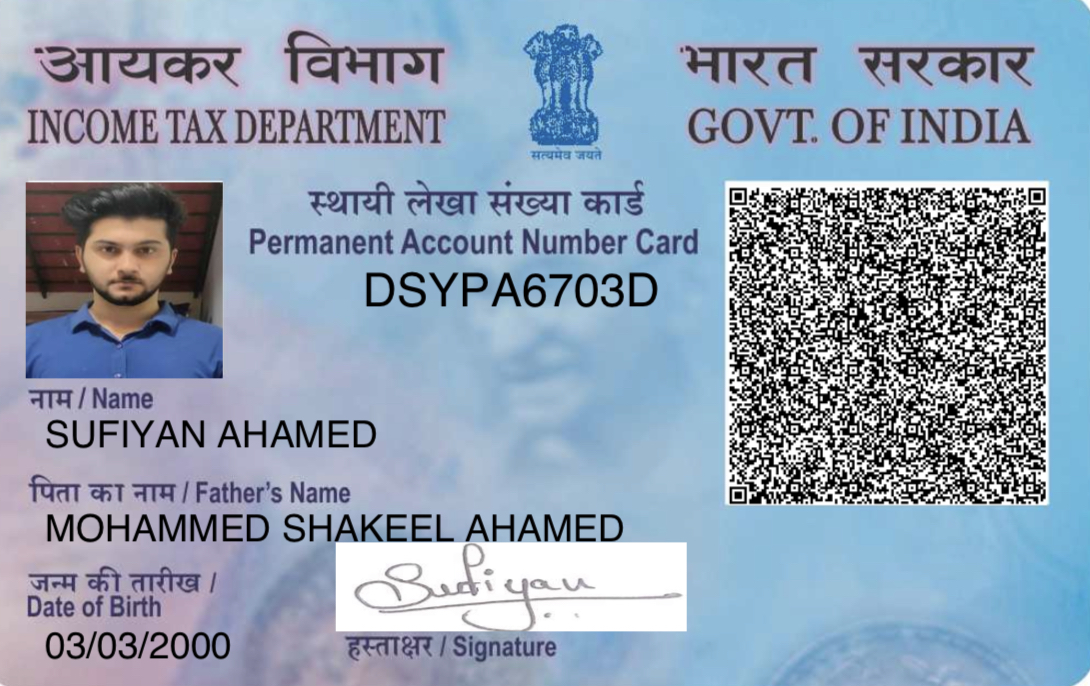 आयकर विभाग
INCOME TAX DEPARTMENT
सत्यमेव जयते
भारत सरकार
GOVT. OF INDIA
स्थायी लेखा संख्या कार्ड
Permanent Account Number Card
DSYPA6703D
नाम / Name
SUFIYAN AHAMED
पिता का नाम / Father's Name
MOHAMMED SHAKEEL AHAMED
जन्म की तारीख /
Date of Birth
03/03/2000
Sufiyan
हस्ताक्षर / Signature